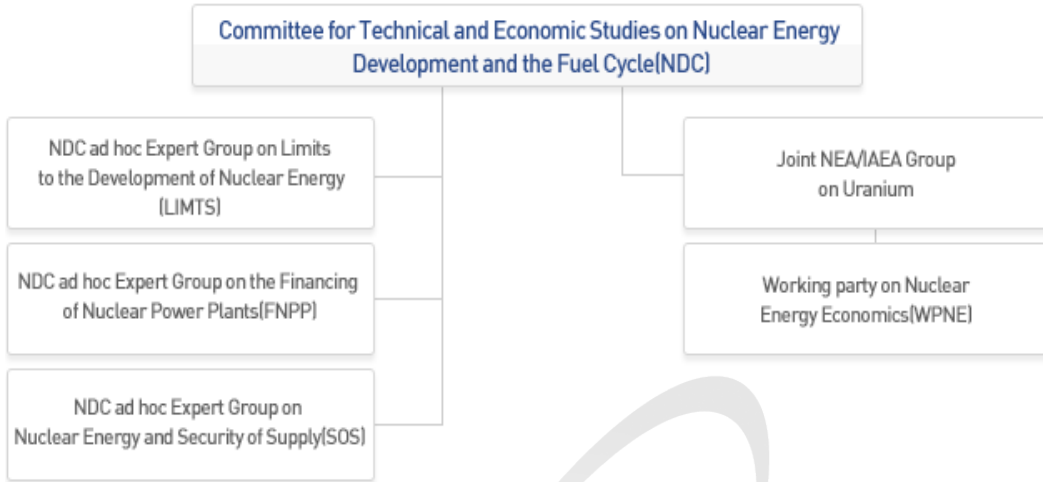 Committee for Technical and Economic Studies on Nuclear Energy
Development and the Fuel Cycle(NDC)
NDC ad hoc Expert Group on Limits
to the Development of Nuclear Energy
(LIMTS)
NDC ad hoc Expert Group on the Financing
of Nuclear Power Plants(FNPP)
NDC ad hoc Expert Group on
Nuclear Energy and Security of Supply(SOS)
Joint NEA/IAEA Group
on Uranium
Working party on Nuclear
Energy Economics(WPNE)